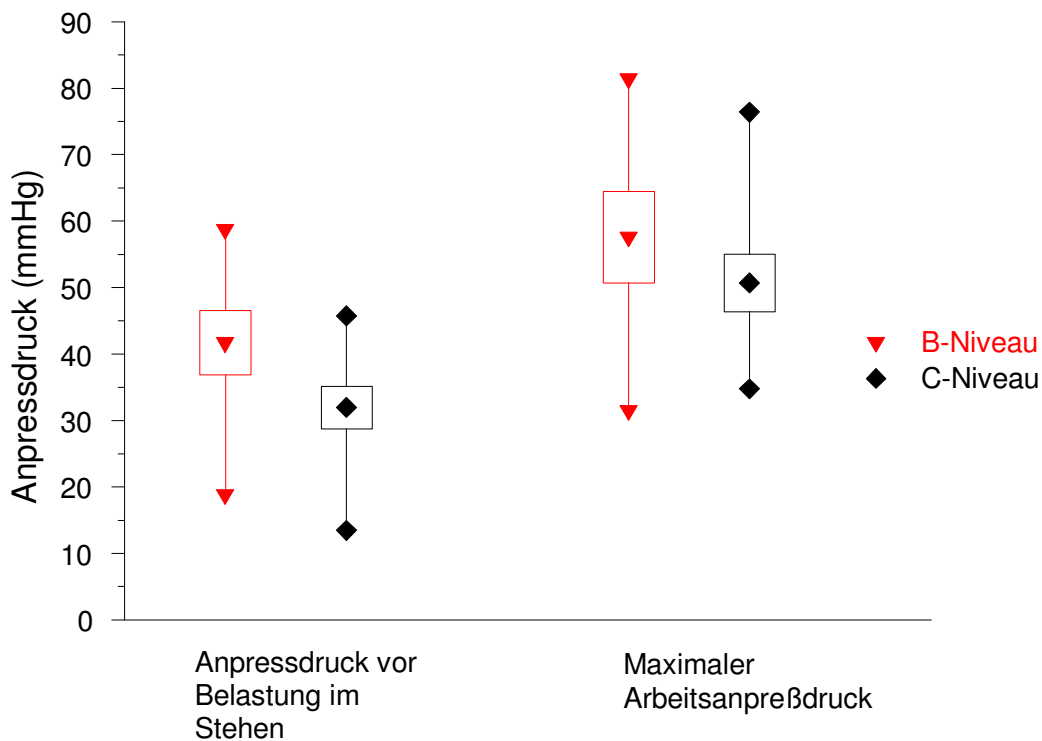 90
80
70
60
50
40
30
20
10
0
Anpressdruck (mmHg)
B-Niveau
C-Niveau
Anpressdruck vor
Belastung im
Stehen
Maximaler
Arbeitsanpreßdruck